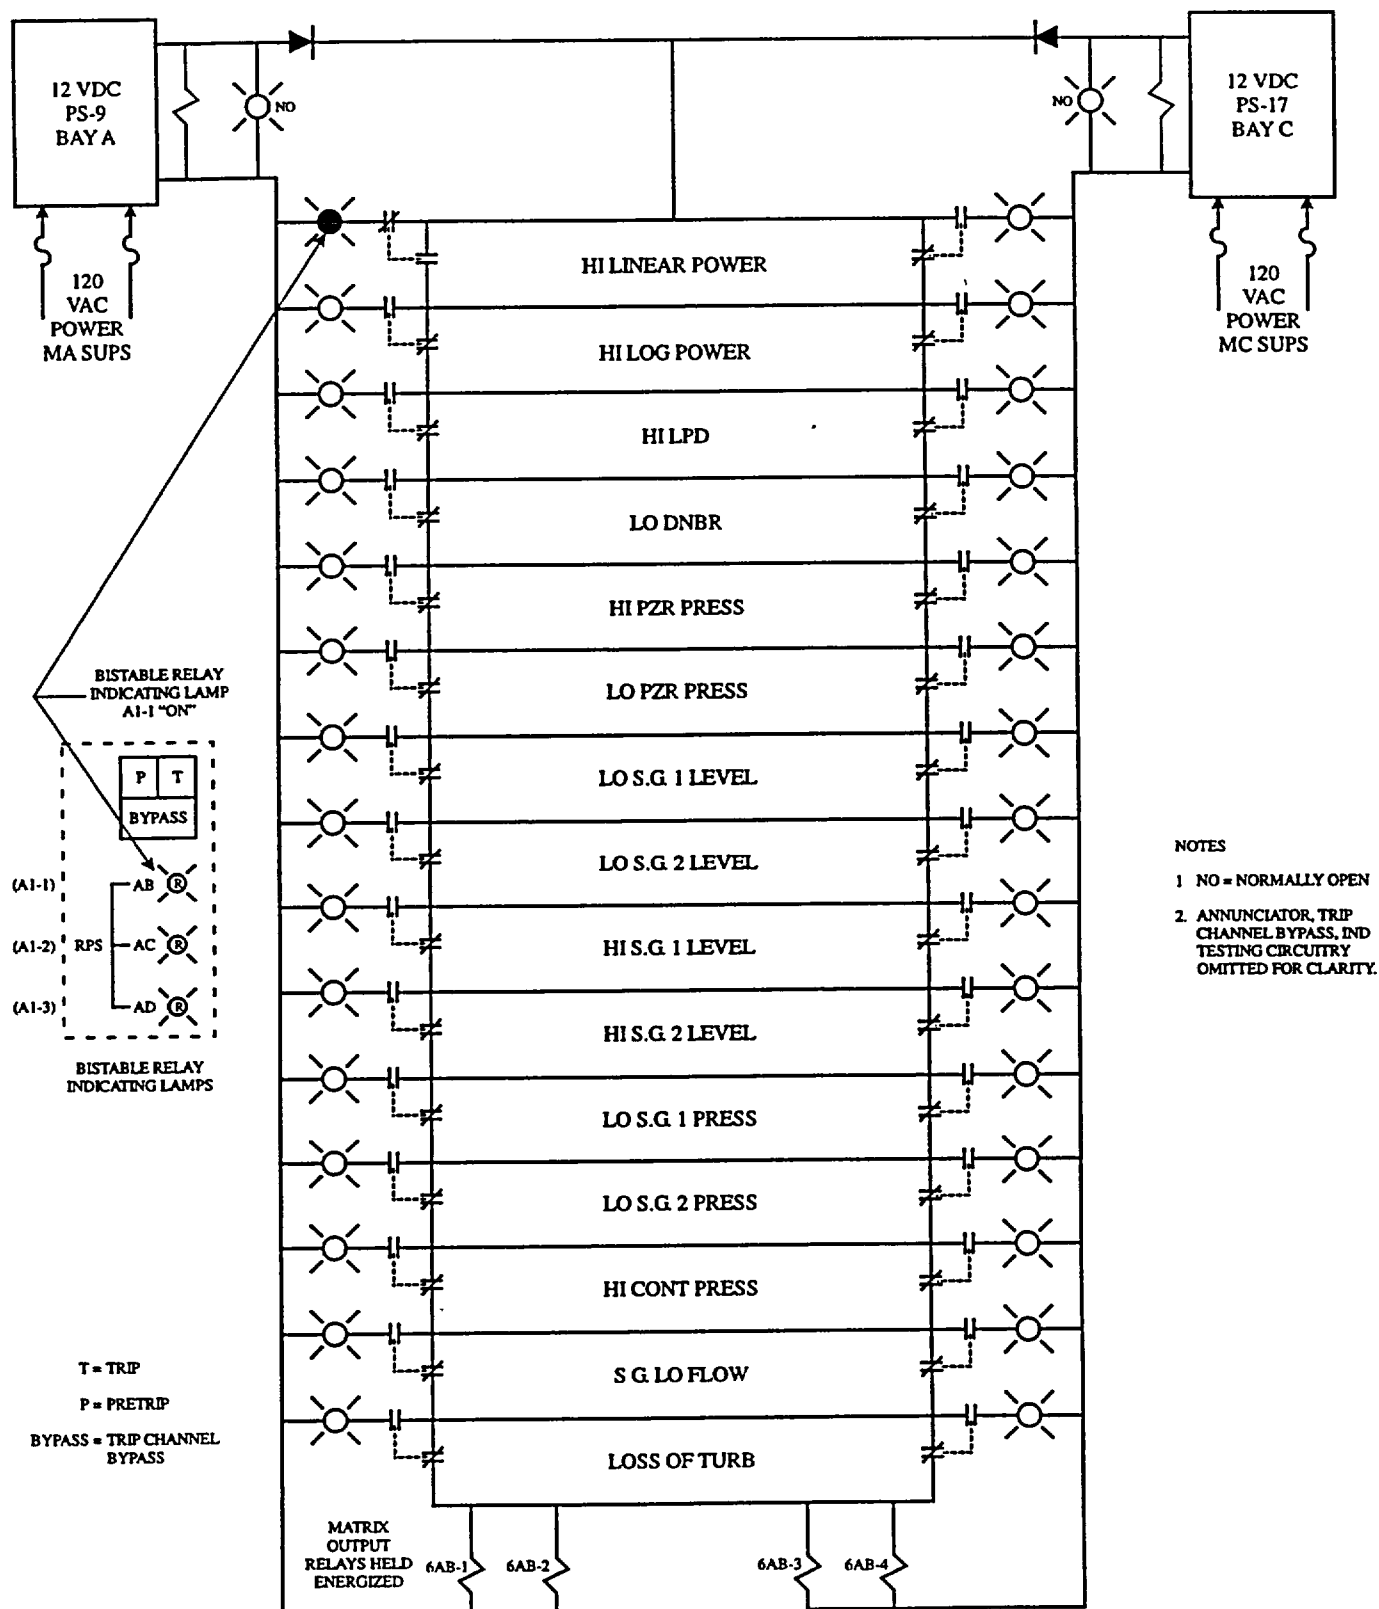 12 VDC
PS-9
BAY A
NO
NO
12 VDC
PS-17
BAY C
120
VAC
POWER
MA SUPS
120
VAC
POWER
MC SUPS
HI LINEAR POWER
HI LOG POWER
HI LPD
LO DNBR
HI PZR PRESS
LO PZR PRESS
LO S.G. 1 LEVEL
LO S.G. 2 LEVEL
HI S.G. 1 LEVEL
HI S.G. 2 LEVEL
LO S.G. 1 PRESS
LO S.G. 2 PRESS
HI CONT PRESS
S G. LO FLOW
LOSS OF TURB
BISTABLE RELAY
INDICATING LAMP
A1-1 "ON"
P T
BYPASS
(A1-1) AB R
(A1-2) RPS AC R
(A1-3) AD R
BISTABLE RELAY
INDICATING LAMPS
NOTES
1 NO = NORMALLY OPEN
2. ANNUNCIATOR, TRIP
CHANNEL BYPASS, IND
TESTING CIRCUITRY
OMITTED FOR CLARITY.
T = TRIP
P = PRETRIP
BYPASS = TRIP CHANNEL
BYPASS
MATRIX
OUTPUT
RELAYS HELD
ENERGIZED
6AB-1
6AB-2
6AB-3
6AB-4